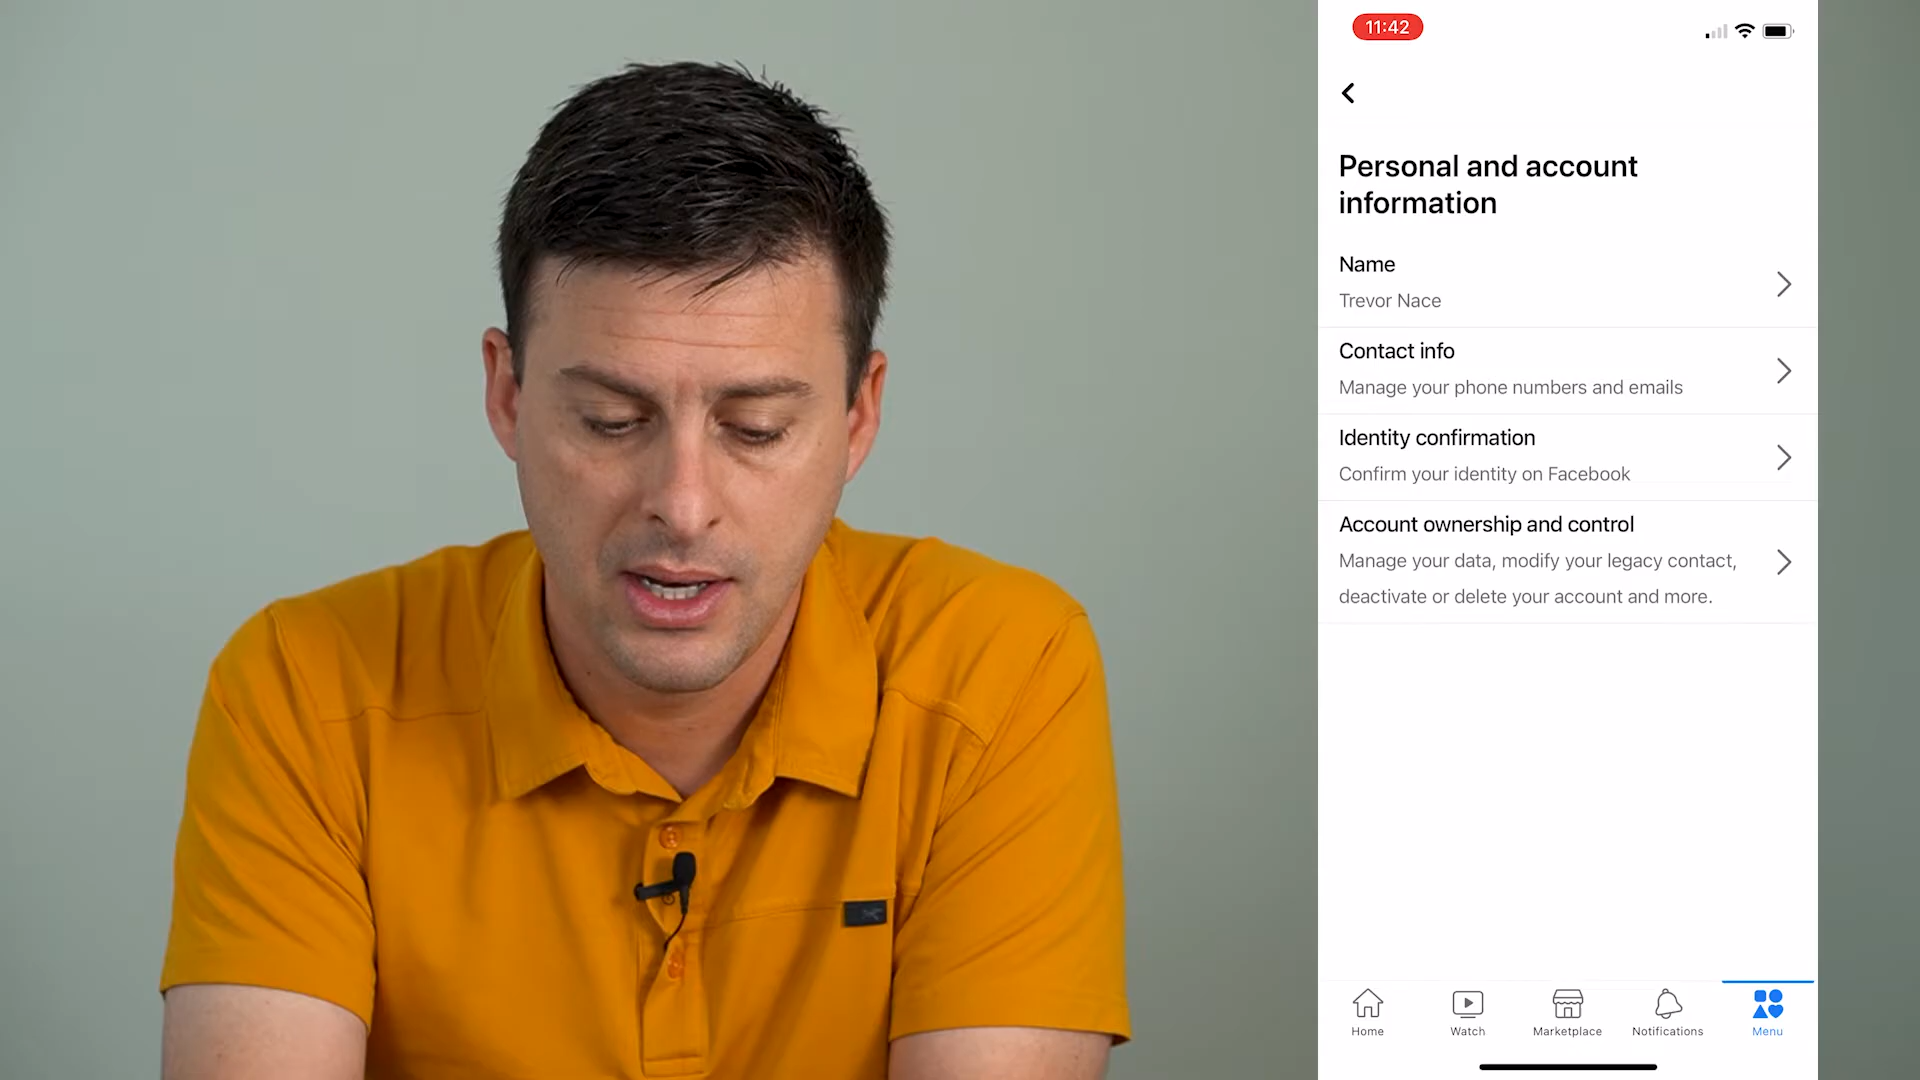 11:42
Personal and account
information
Name
Trevor Nace
Contact info
Manage your phone numbers and emails
Identity confirmation
Confirm your identity on Facebook
Account ownership and control
Manage your data, modify your legacy contact,
deactivate or delete your account and more.
Home
Watch
Marketplace
Notifications
Menu